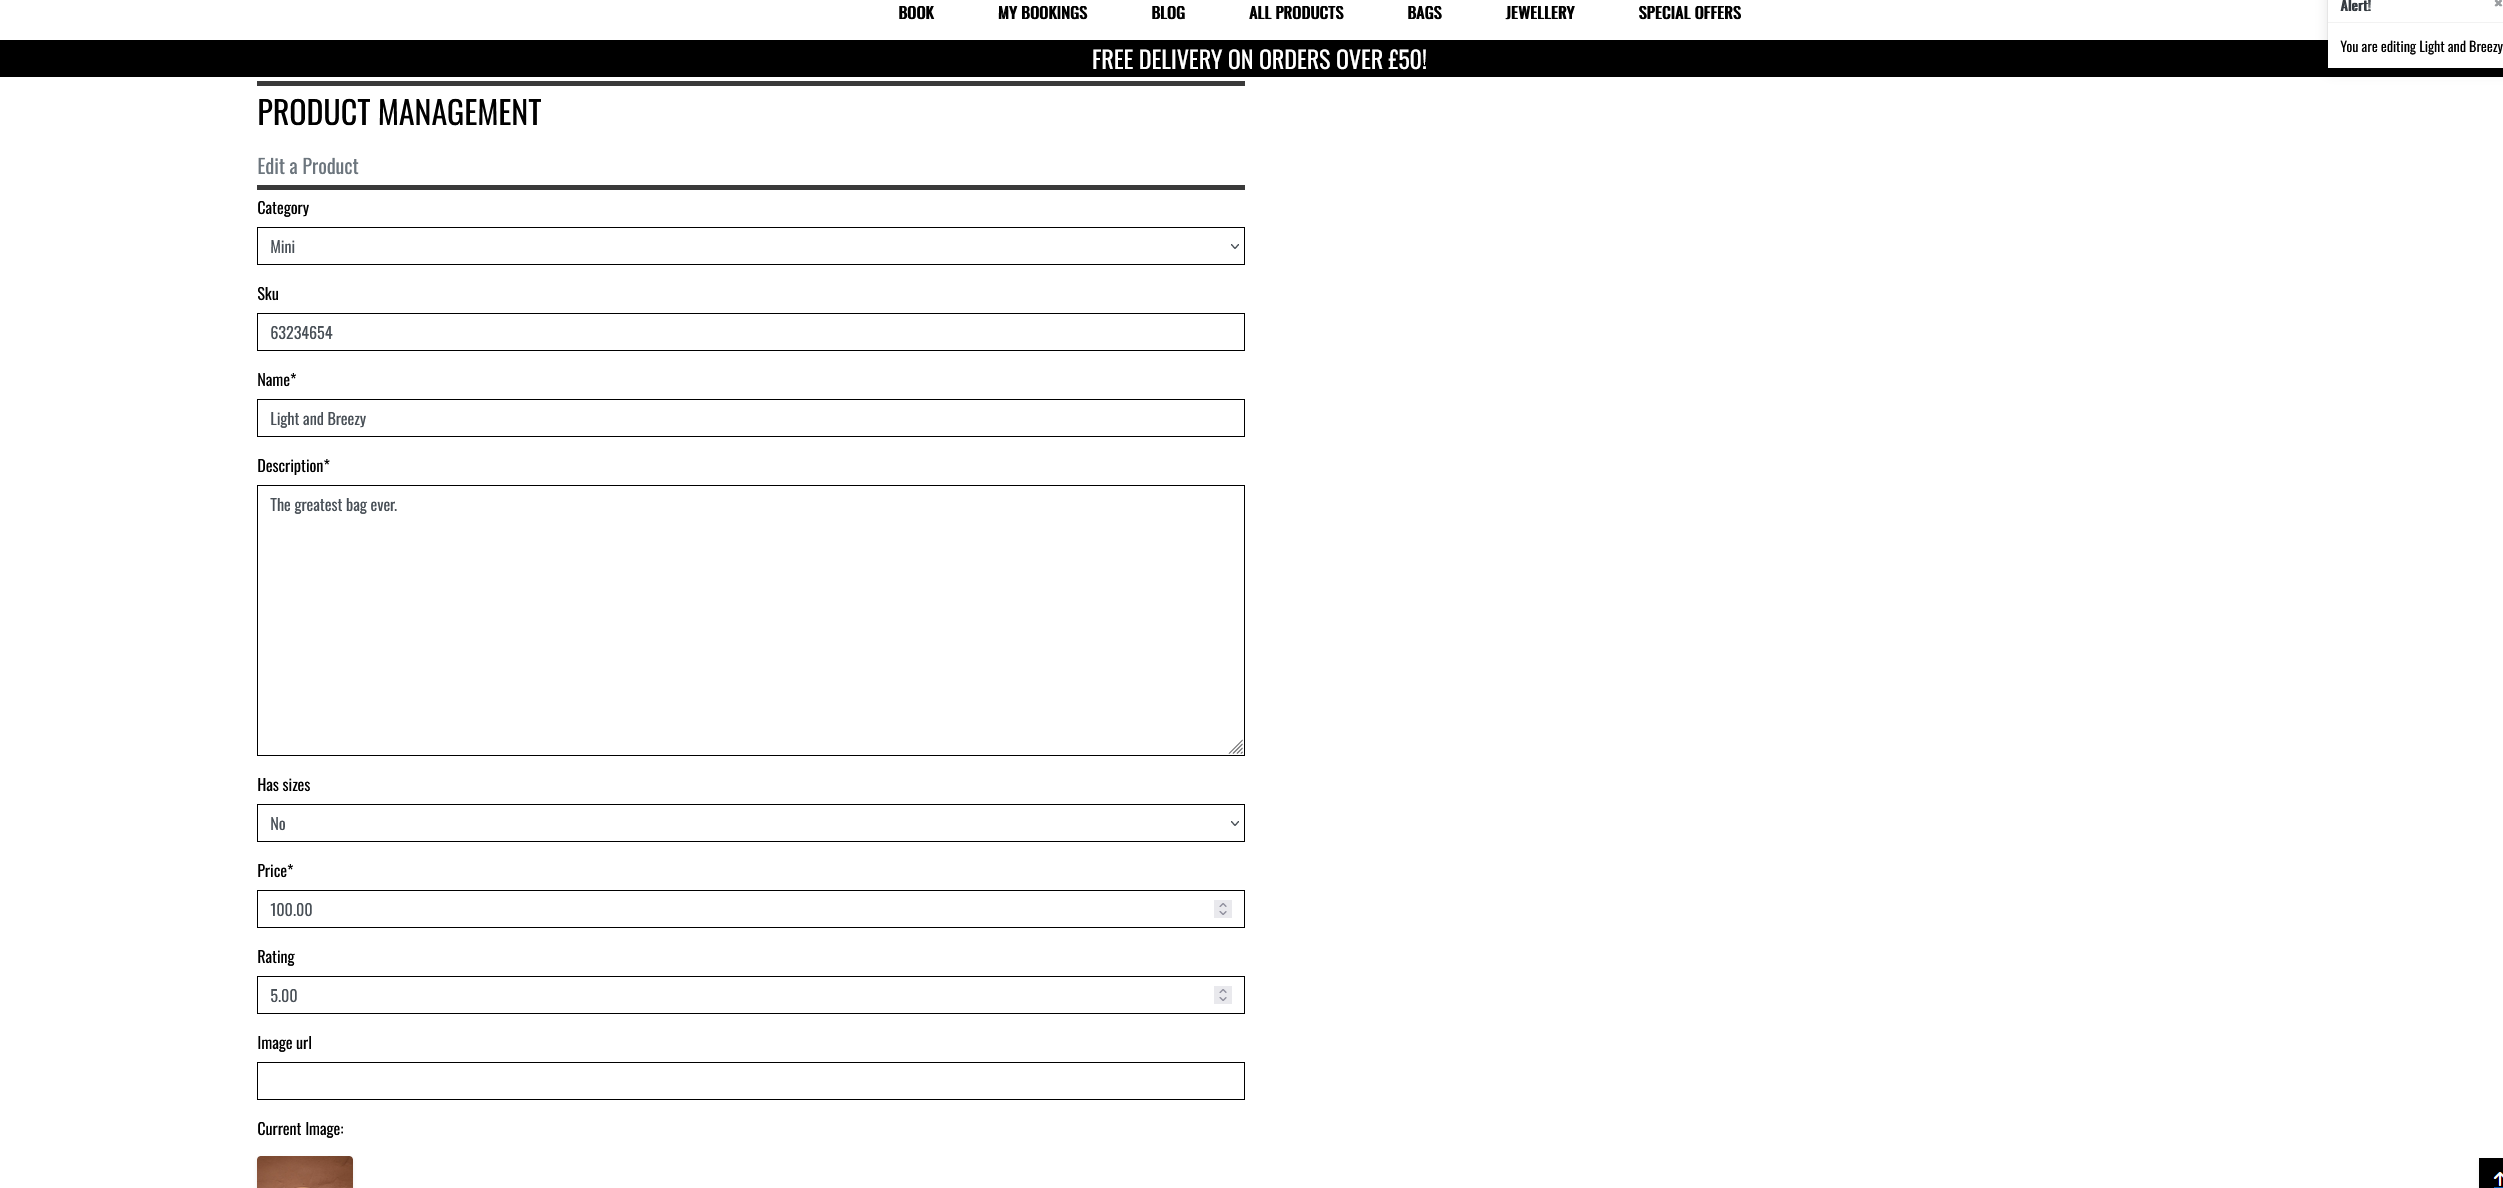 BOOK MY BOOKINGS BLOG ALL PRODUCTS BAGS JEWELLERY SPECIAL OFFERS
Alert!
You are editing Light and Breezy
FREE DELIVERY ON ORDERS OVER £50!
PRODUCT MANAGEMENT
Edit a Product
Category
Mini
Sku
63234654
Name*
Light and Breezy
Description*
The greatest bag ever.
Has sizes
No
Price*
100.00
Rating
5.00
Image url
Current Image: